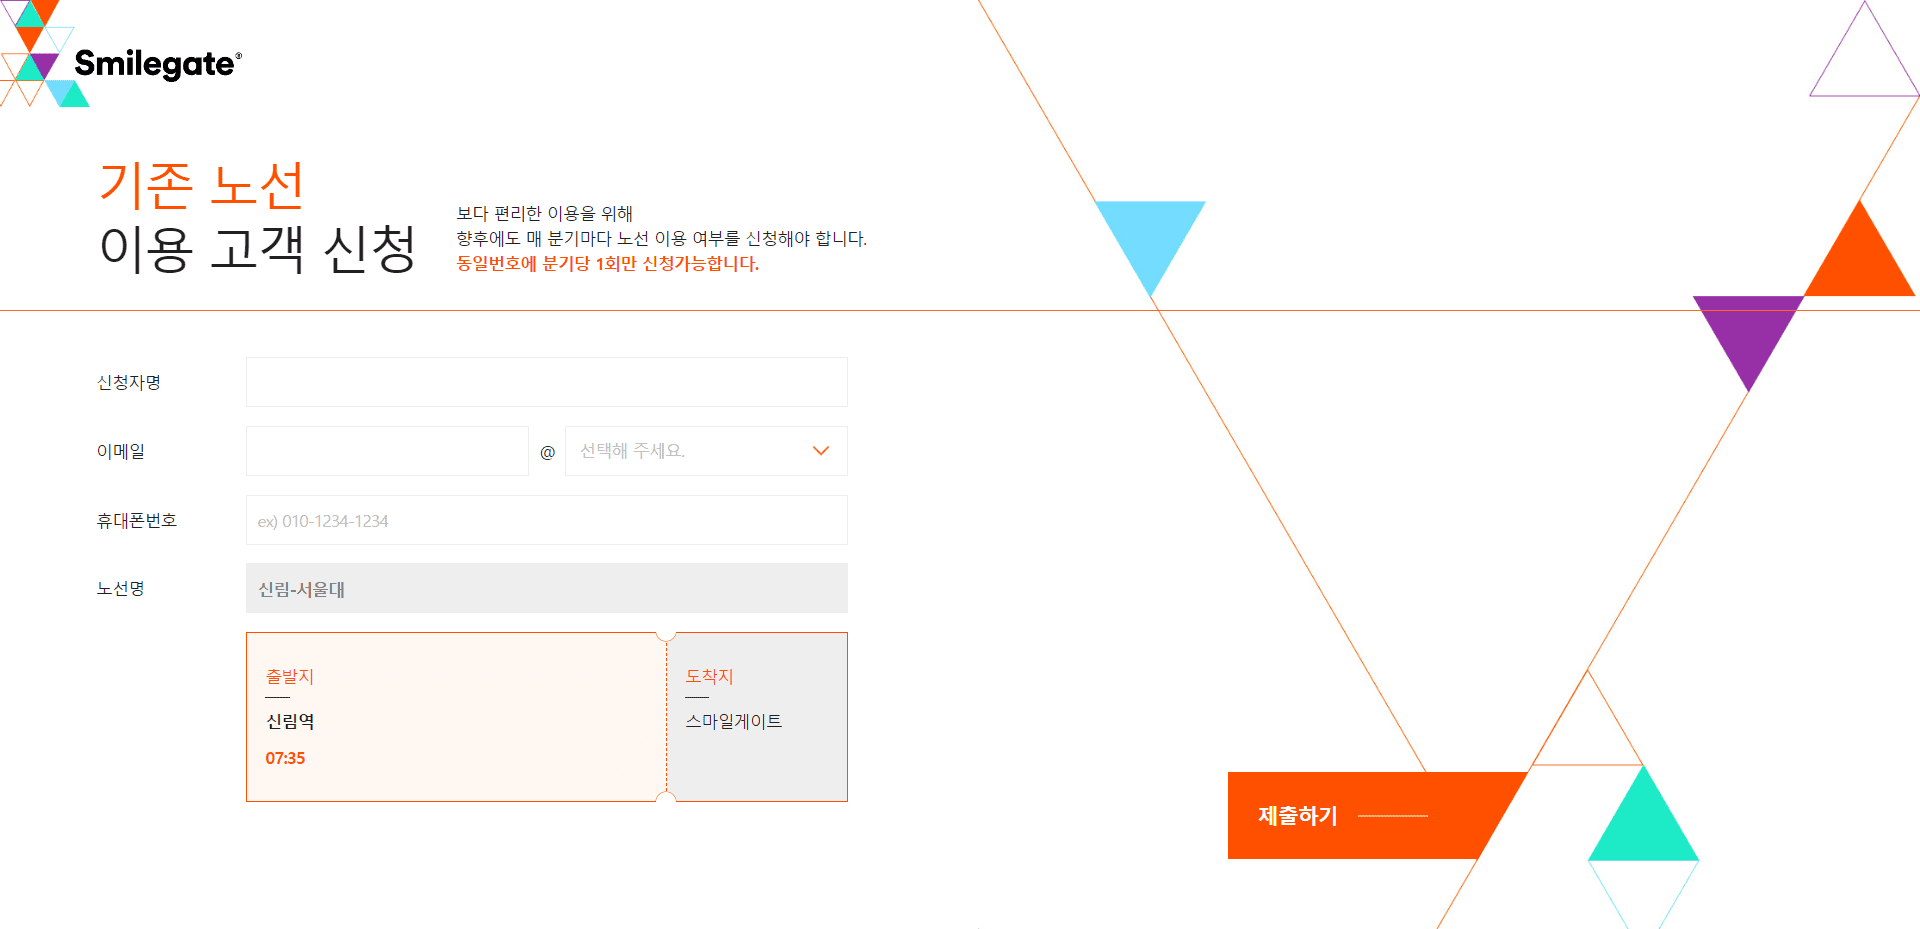 Smilegate®
기존 노선
이용 고객 신청
보다 편리한 이용을 위해
향후에도 매 분기마다 노선 이용 여부를 신청해야 합니다.
동일번호에 분기당 1회만 신청가능합니다.
신청자명
이메일
@
선택해 주세요.
휴대폰번호
ex) 010-1234-1234
노선명
신림-서울대
출발지
신림역
07:35
도착지
스마일게이트
제출하기